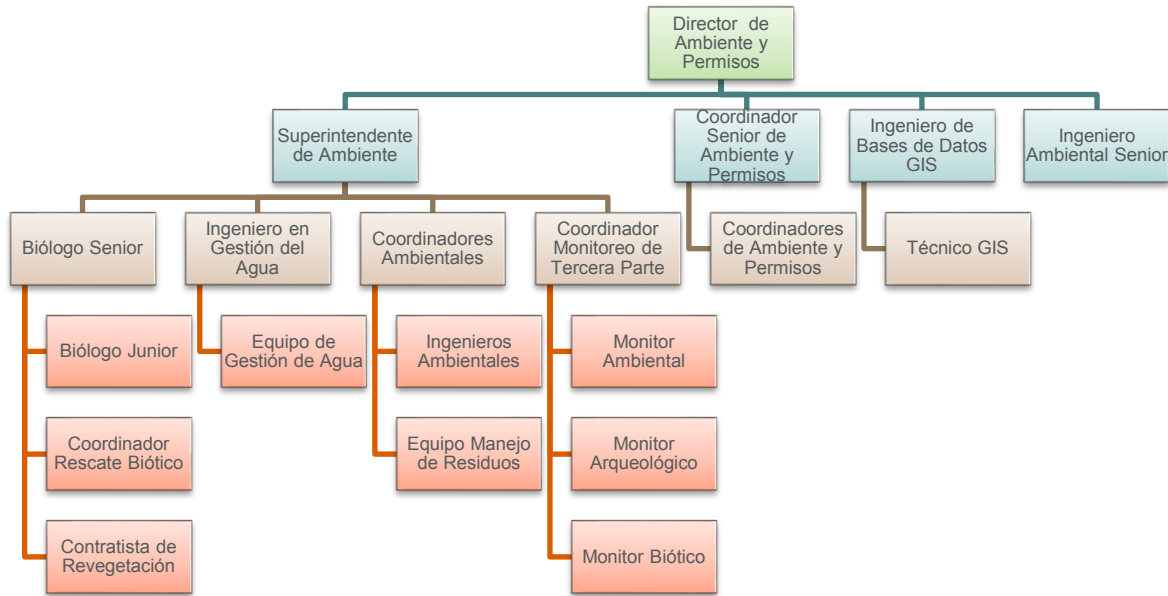 Director de
Ambiente y
Permisos
Superintendente
de Ambiente
Coordinador
Senior de
Ambiente y
Permisos
Ingeniero de
Bases de Datos
GIS
Ingeniero
Ambiental Senior
Biólogo Senior
Ingeniero en
Gestión del
Agua
Coordinadores
Ambientales
Coordinador
Monitoreo de
Tercera Parte
Coordinadores
de Ambiente y
Permisos
Técnico GIS
Biólogo Junior
Equipo de
Gestión de Agua
Ingenieros
Ambientales
Monitor
Ambiental
Coordinador
Rescate Biótico
Equipo Manejo
de Residuos
Monitor
Arqueológico
Contratista de
Revegetación
Monitor Biótico